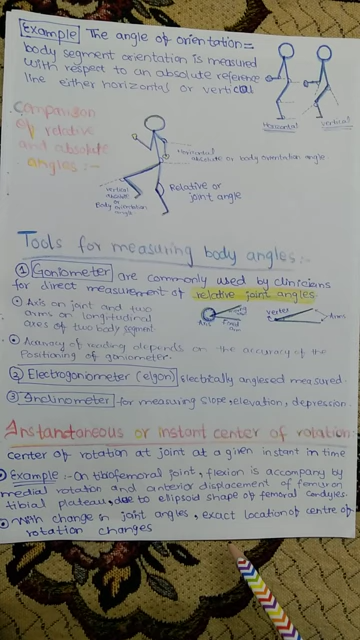 Example The angle of orientation=
body segment orientation is measured
with respect to an absolute reference
line either horizontal or vertical
Horizontal
vertical
Comparision
of relative
and absolute
angles :-
Horizontal
absolute or body orientation angle
vertical
absolute
or
Body orientation
angle
Relative or
joint angle
Tools for measuring body angles:-
① Goniometer are commonly used by clinicians
for direct measurement of relative joint angles.
Axis on joint and two
arms on longitudinal
axes of two body segment.
Axis
Fixed
arm
vertex
Arms
Accuracy of reading depends on the accuracy of the
Positioning of goniometer.
② Electrogoniometer (elgon) electrically angles measured.
③ Inclinometer for measuring slope, elevation, depression.
Instantaneous or instant center of rotation
center of rotation at joint at a given instant in time
Example :- On tibiofemoral joint, flexion is accompany by
medial rotation and anterior displacement of femur on
tibial plateau, due to ellipsoid shape of femoral condyles.
With change in joint angles, exact location of centre of
rotation changes